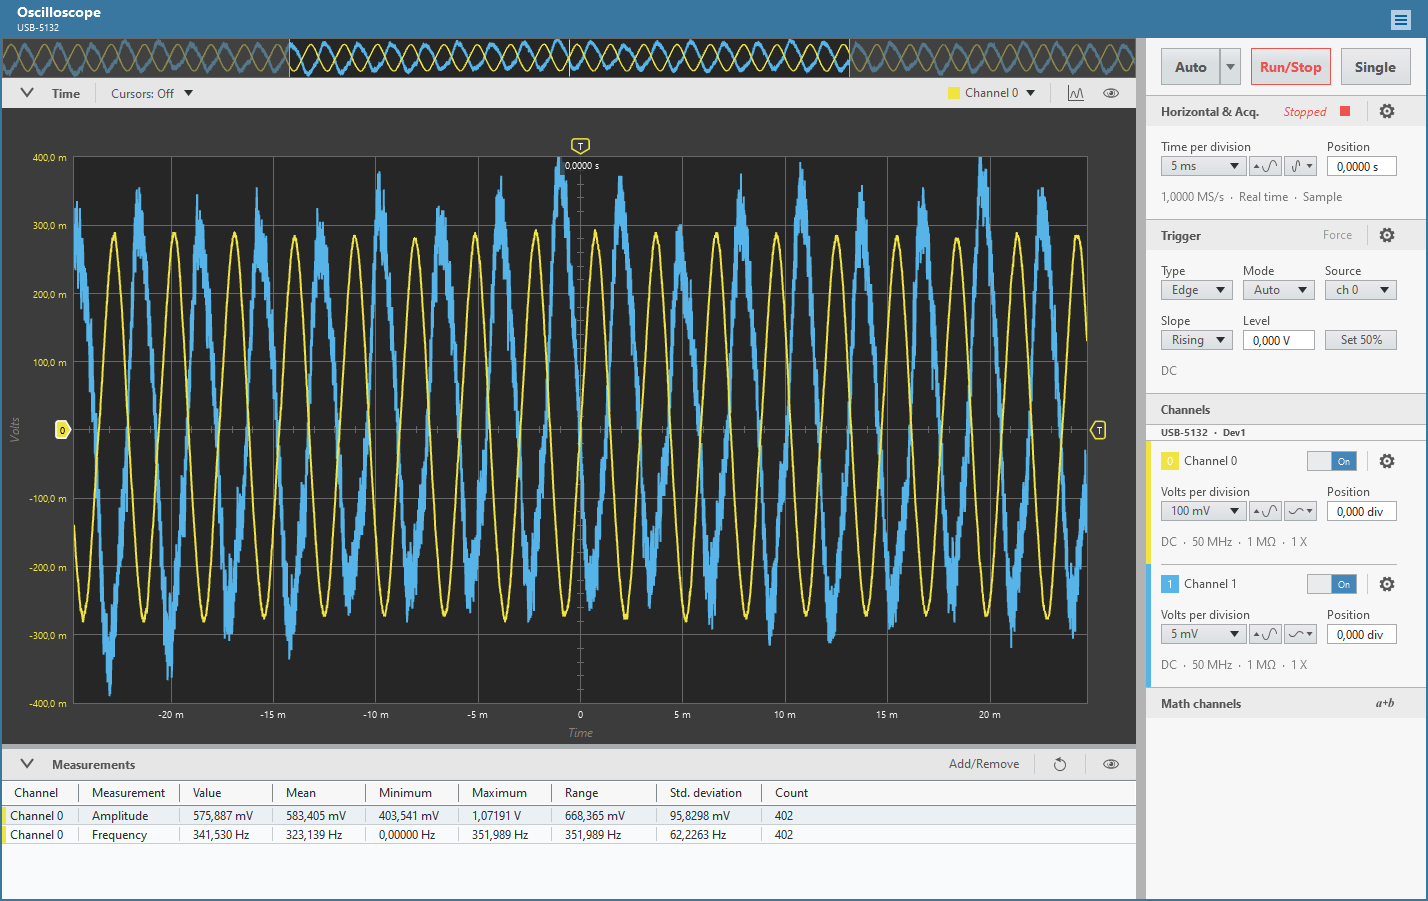 Oscilloscope
USB-5132
Auto Run/Stop Single
Time Cursors: Off Channel 0
Horizontal & Acq. Stopped
Time per division Position
5 ms 0,0000 s
1,0000 MS/s · Real time · Sample
Trigger Force
Type Mode Source
Edge Auto ch 0
Slope Level
Rising 0,000 V Set 50%
DC
Channels
USB-5132 · Dev1
0 Channel 0 On
Volts per division Position
100 mV 0,000 div
DC · 50 MHz · 1 MΩ · 1 X
1 Channel 1 On
Volts per division Position
5 mV 0,000 div
DC · 50 MHz · 1 MΩ · 1 X
Math channels a+b
T
0,0000 s
400,0 m
300,0 m
200,0 m
100,0 m
0
T
-100,0 m
-200,0 m
-300,0 m
-400,0 m
Volts
-20 m -15 m -10 m -5 m 0 5 m 10 m 15 m 20 m
Time
Measurements Add/Remove
Channel Measurement Value Mean Minimum Maximum Range Std. deviation Count
Channel 0 Amplitude 575,887 mV 583,405 mV 403,541 mV 1,07191 V 668,365 mV 95,8298 mV 402
Channel 0 Frequency 341,530 Hz 323,139 Hz 0,00000 Hz 351,989 Hz 351,989 Hz 62,2263 Hz 402